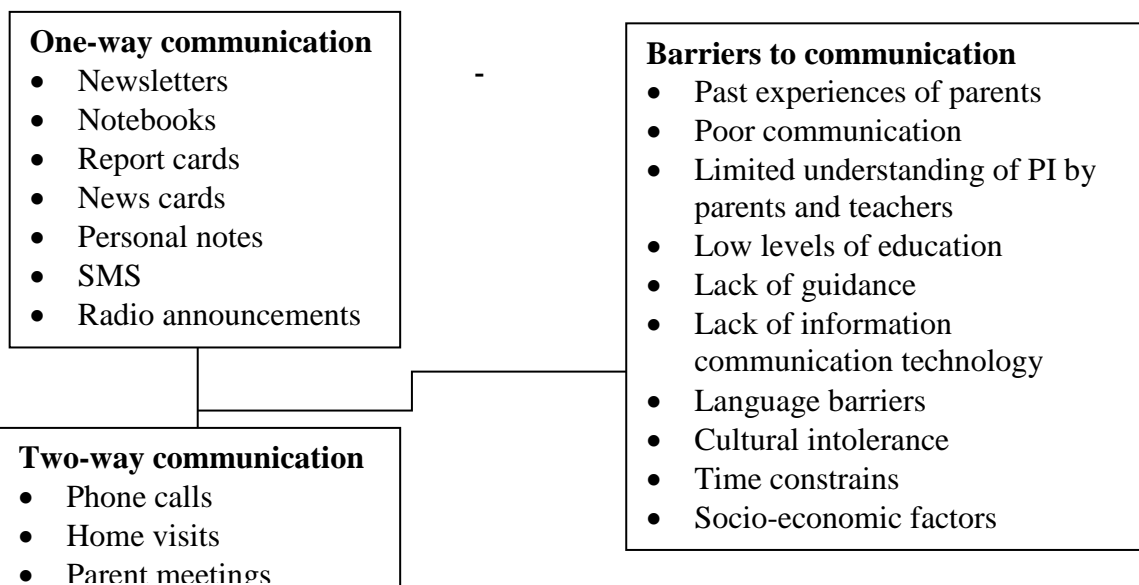 One-way communication
• Newsletters
• Notebooks
• Report cards
• News cards
• Personal notes
• SMS
• Radio announcements
-
Barriers to communication
• Past experiences of parents
• Poor communication
• Limited understanding of PI by
parents and teachers
• Low levels of education
• Lack of guidance
• Lack of information
communication technology
• Language barriers
• Cultural intolerance
• Time constrains
• Socio-economic factors
Two-way communication
• Phone calls
• Home visits
• Parent meetings